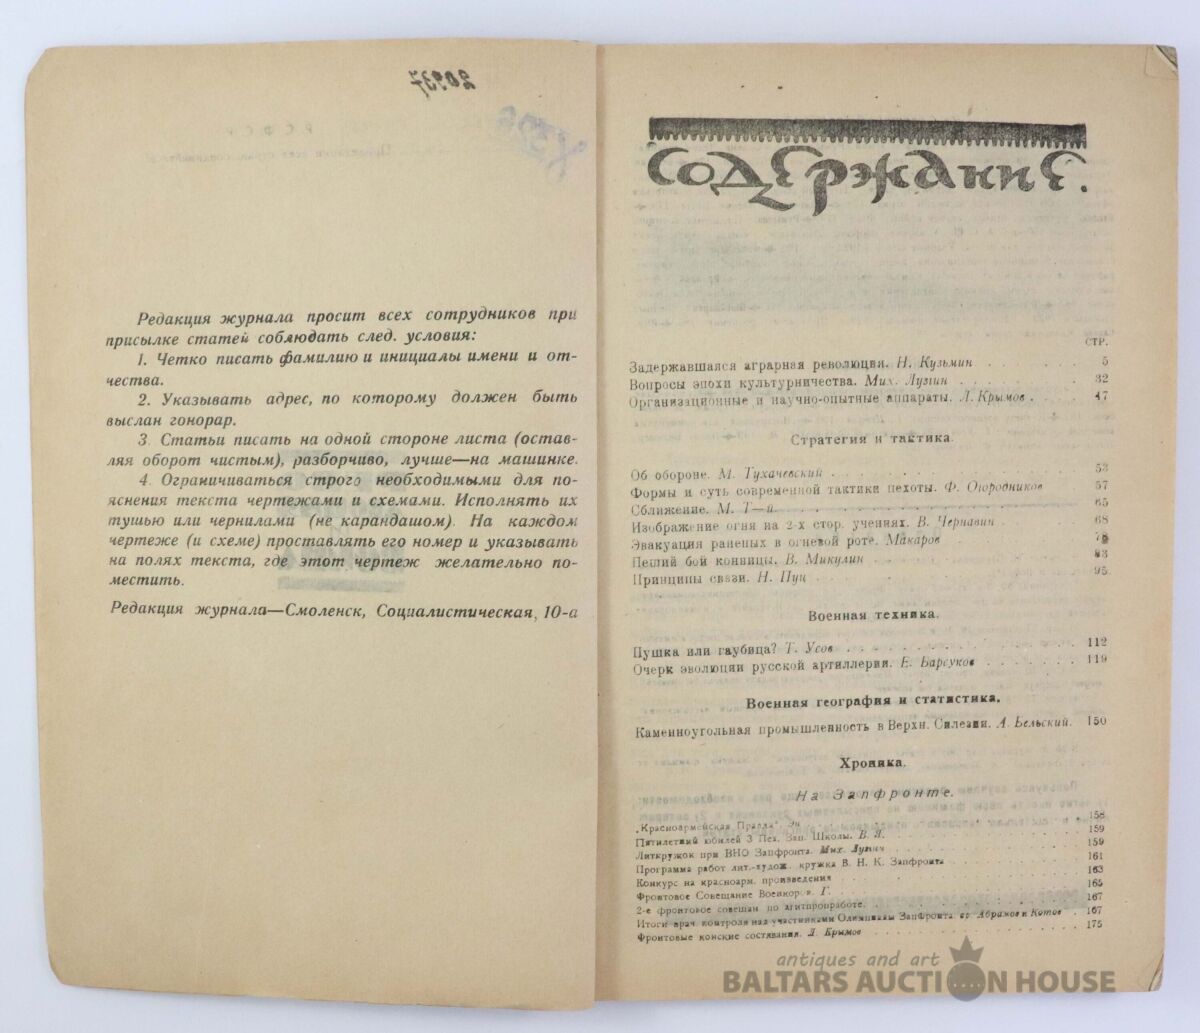 Редакция журнала просит всех сотрудников при
присылке статей соблюдать след. условия:
1. Четко писать фамилию и инициалы имени и от-
чества.
2. Указывать адрес, по которому должен быть
выслан гонорар.
3. Статьи писать на одной стороне листа (остав-
ляя оборот чистым), разборчиво, лучше—на машинке.
4. Ограничиваться строго необходимыми для по-
яснения текста чертежами и схемами. Исполнять их
тушью или чернилами (не карандашом). На каждом
чертеже (и схеме) проставлять его номер и указывать
на полях текста, где этот чертеж желательно по-
местить.
Редакция журнала—Смоленск, Социалистическая, 10-а
СОДЕРЖАНИЕ.
СТР.
Задержавшаяся аграрная революция. Н. Кузьмин 5
Вопросы эпохи культурничества. Мих. Лузгин 32
Организационные и научно-опытные аппараты. Л. Крымов 47
Стратегия и тактика.
Об обороне. М. Тухачевский 53
Формы и суть современной тактики пехоты. Ф. Огородников 57
Сближение. М. Т—й 65
Изображение огня на 2-х стор. учениях. В. Чернавин 68
Эвакуация раненых в огневой роте. Макаров
Пеший бой конницы. В. Микулин 83
Принципы связи. Н. Пуц 95
Военная техника.
Пушка или гаубица? Т. Усов 112
Очерк эволюции русской артиллерии. Е. Барсуков 119
Военная география и статистика.
Каменноугольная промышленность в Верхн. Силезии. А. Бельский. 150
Хроника.
На Запфронте.
„Красноармейская Правда". Эн 158
Пятилетний юбилей 3 Пех. Зап. Школы. В. Я. 159
Литкружок при ВНО Запфронта. Мих. Лузгин 159
Программа работ лит.-худож. кружка В. Н. К. Запфронта 161
Конкурс на красноарм. произведения 163
Фронтовое Совещание Военкоров. Г. 165
2-е фронтовое совещан. по агитпропработе. 167
Итоги врач. контроля над участниками Олимпиады Запфронта. вр. Абрамов и Котов 167
Фронтовые конские состязания. Л. Крымов 175
antiques and art
BALTARS AUCTION HOUSE